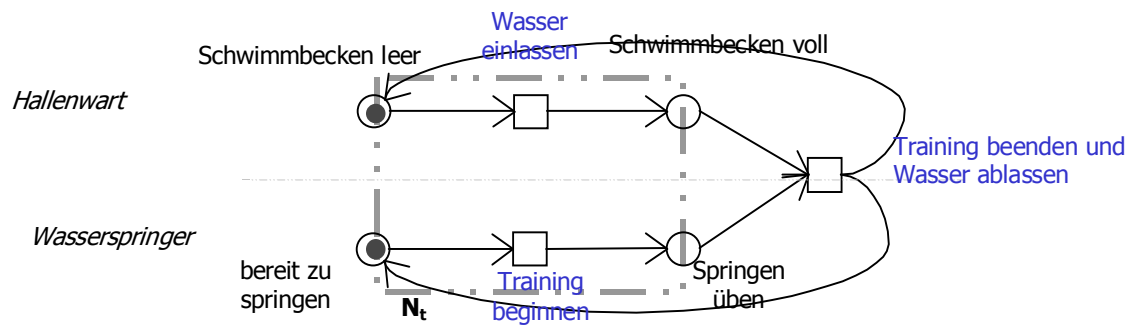 Wasser
einlassen
Schwimmbecken leer
Schwimmbecken voll
Hallenwart
Training beenden und
Wasser ablassen
Wasserspringer
bereit zu
springen
Training
beginnen
Springen
üben
Nt